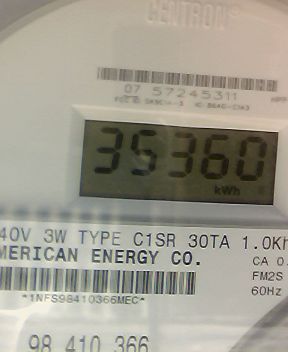 CENTRON
07 57245311
35360
kWh
40V 3W TYPE C1SR 30TA 1.0Kh
MERICAN ENERGY CO.
CA 0.
FM2S
60Hz
*1NFS98410366MEC*
98 410 366